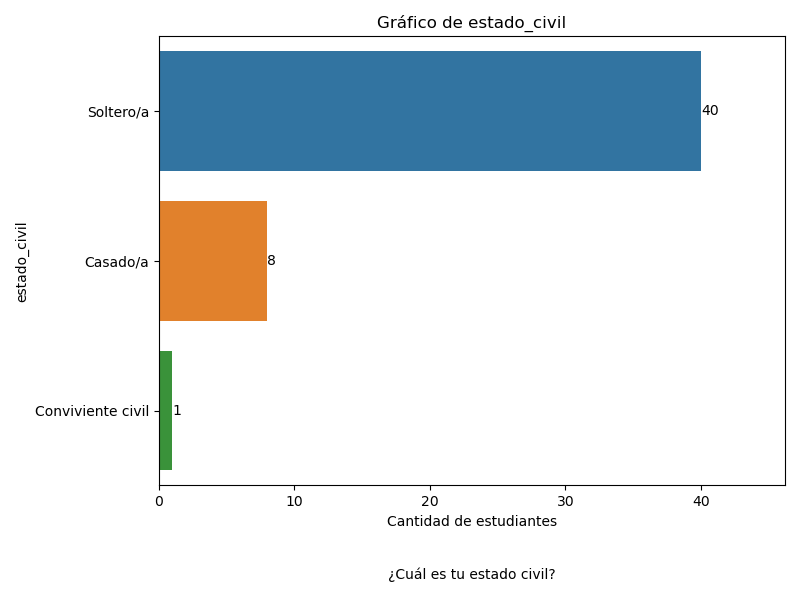 Gráfico de estado_civil
Soltero/a
40
estado_civil
Casado/a
8
Conviviente civil
1
0 10 20 30 40
Cantidad de estudiantes
¿Cuál es tu estado civil?